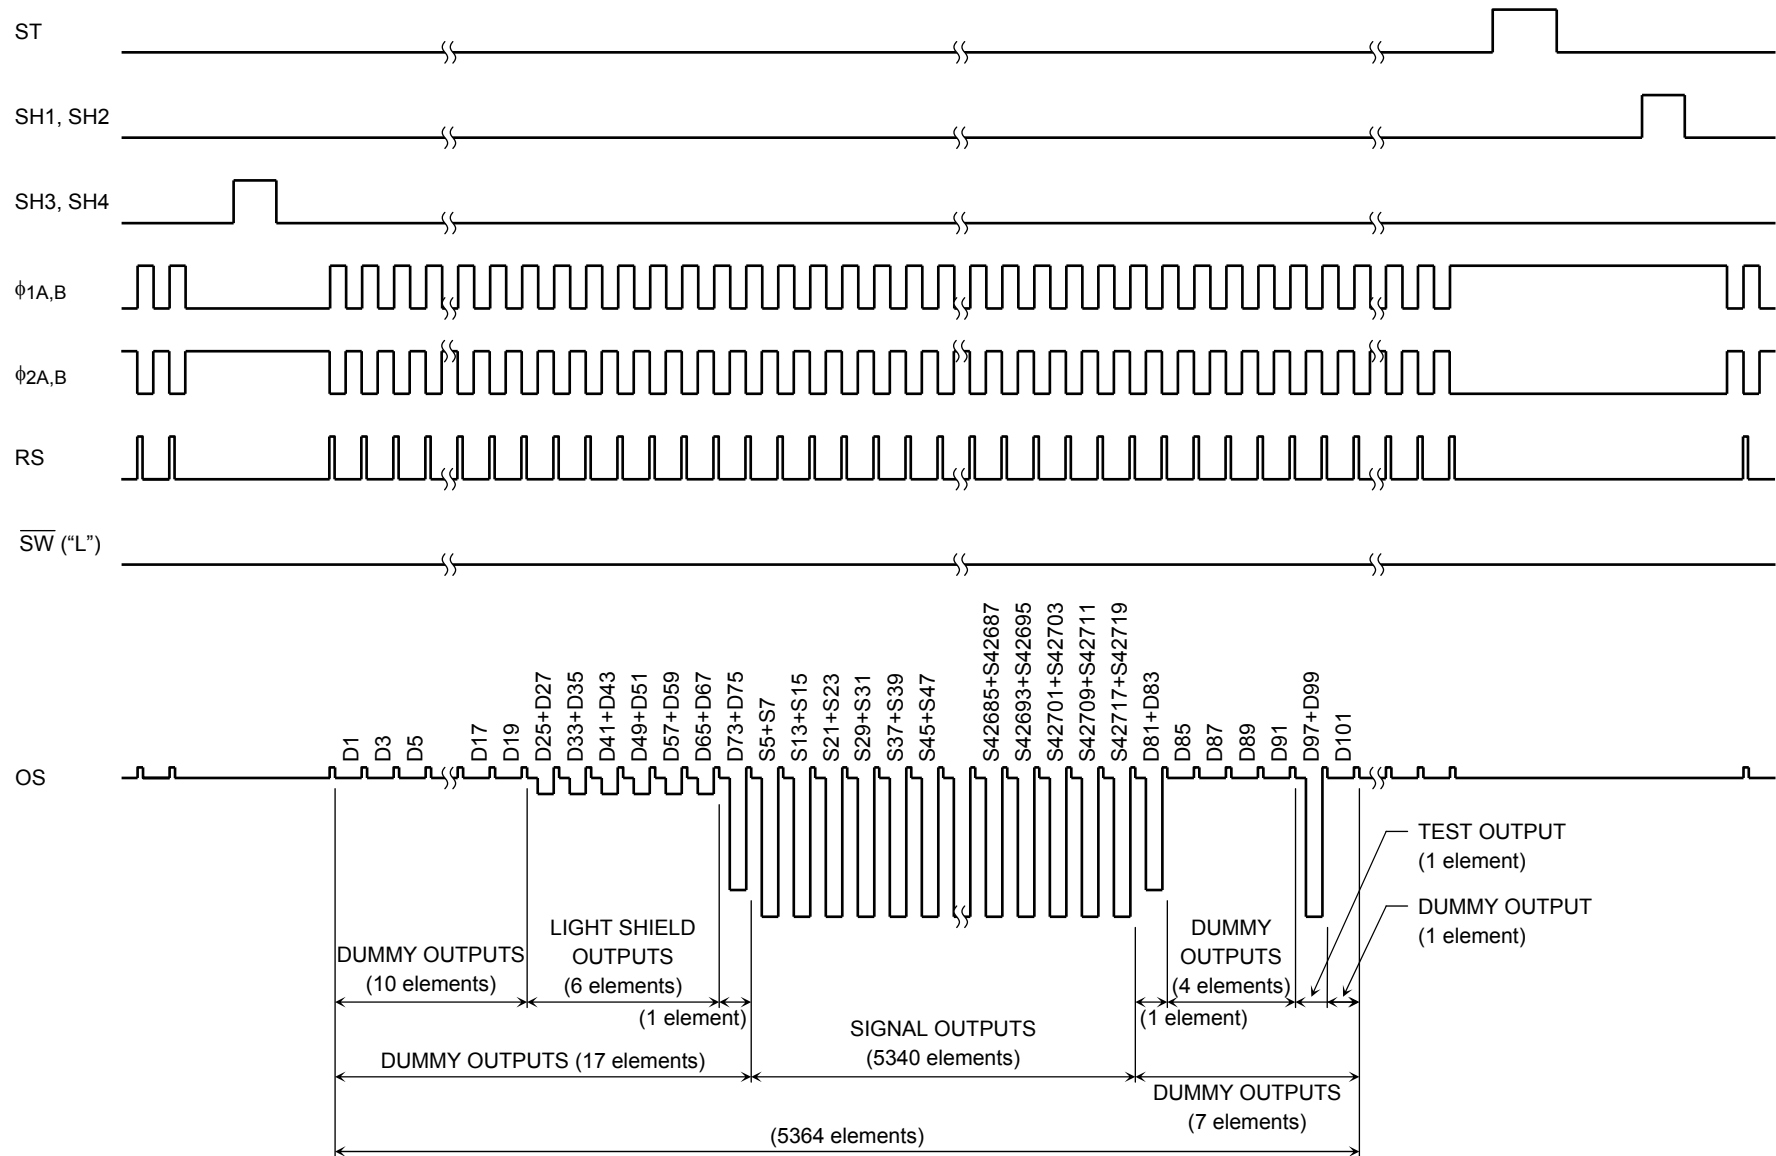 ST
SH1, SH2
SH3, SH4
ϕ1A,B
ϕ2A,B
RS
S̅W̅ (“L”)
OS
D1
D3
D5
D17
D19
D25+D27
D33+D35
D41+D43
D49+D51
D57+D59
D65+D67
D73+D75
S5+S7
S13+S15
S21+S23
S29+S31
S37+S39
S45+S47
S42685+S42687
S42693+S42695
S42701+S42703
S42709+S42711
S42717+S42719
D81+D83
D85
D87
D89
D91
D97+D99
D101
TEST OUTPUT
(1 element)
DUMMY OUTPUT
(1 element)
DUMMY OUTPUTS
(10 elements)
LIGHT SHIELD
OUTPUTS
(6 elements)
(1 element)
DUMMY
OUTPUTS
(4 elements)
(1 element)
SIGNAL OUTPUTS
(5340 elements)
DUMMY OUTPUTS (17 elements)
DUMMY OUTPUTS
(7 elements)
(5364 elements)